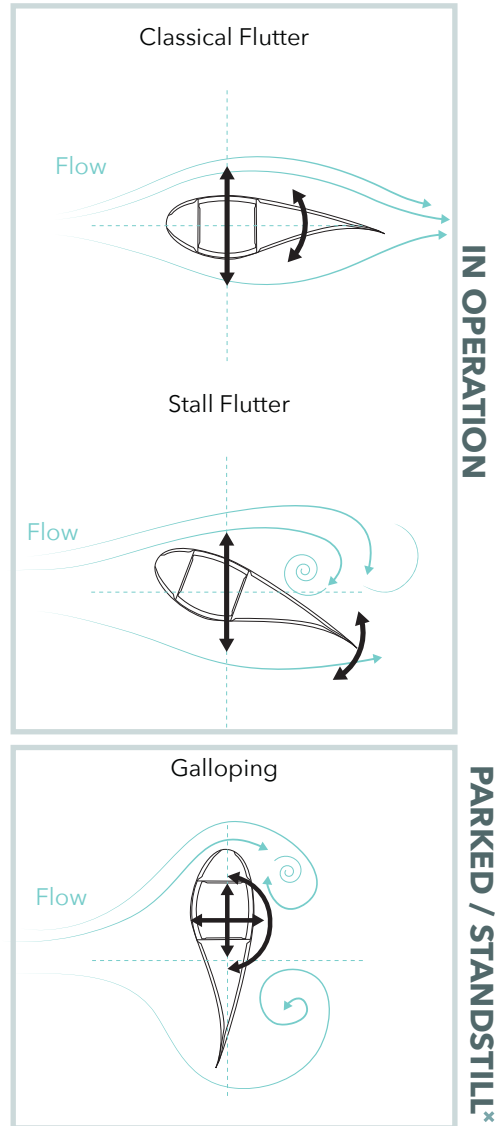 Classical Flutter
Flow
IN OPERATION
Stall Flutter
Flow
Galloping
Flow
PARKED / STANDSTILL×